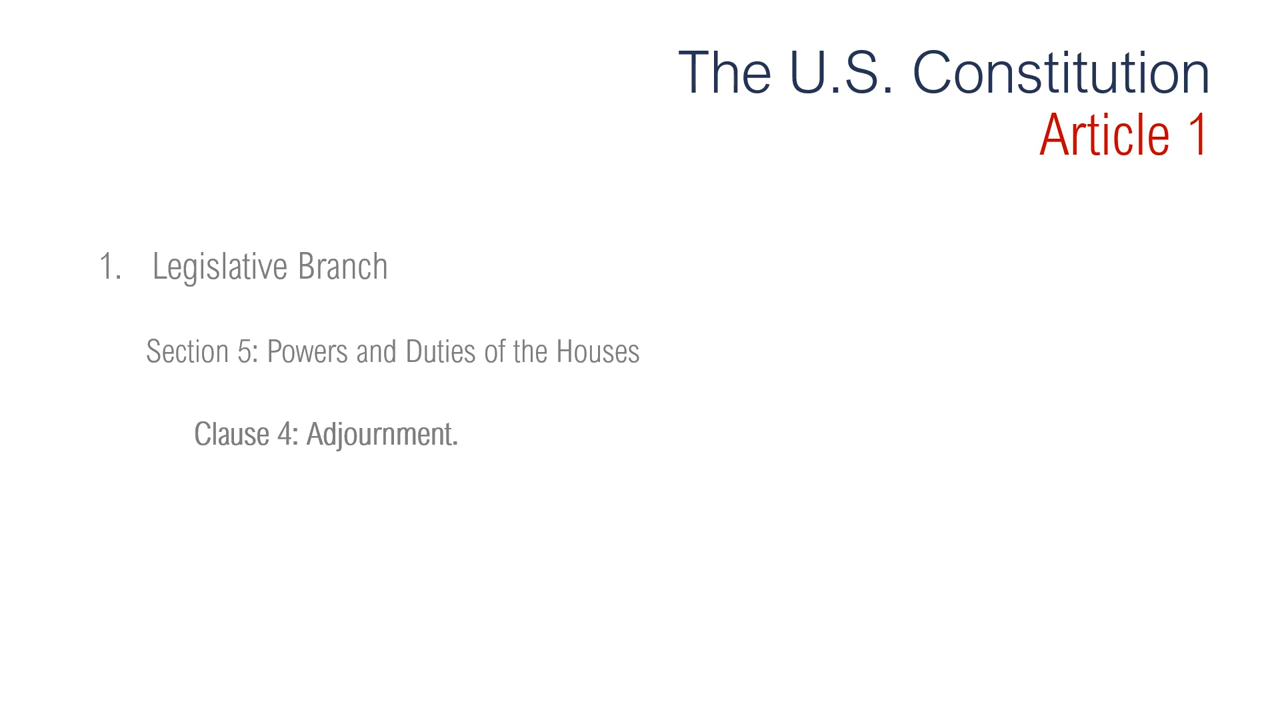 The U.S. Constitution
Article 1
1. Legislative Branch
Section 5: Powers and Duties of the Houses
Clause 4: Adjournment.